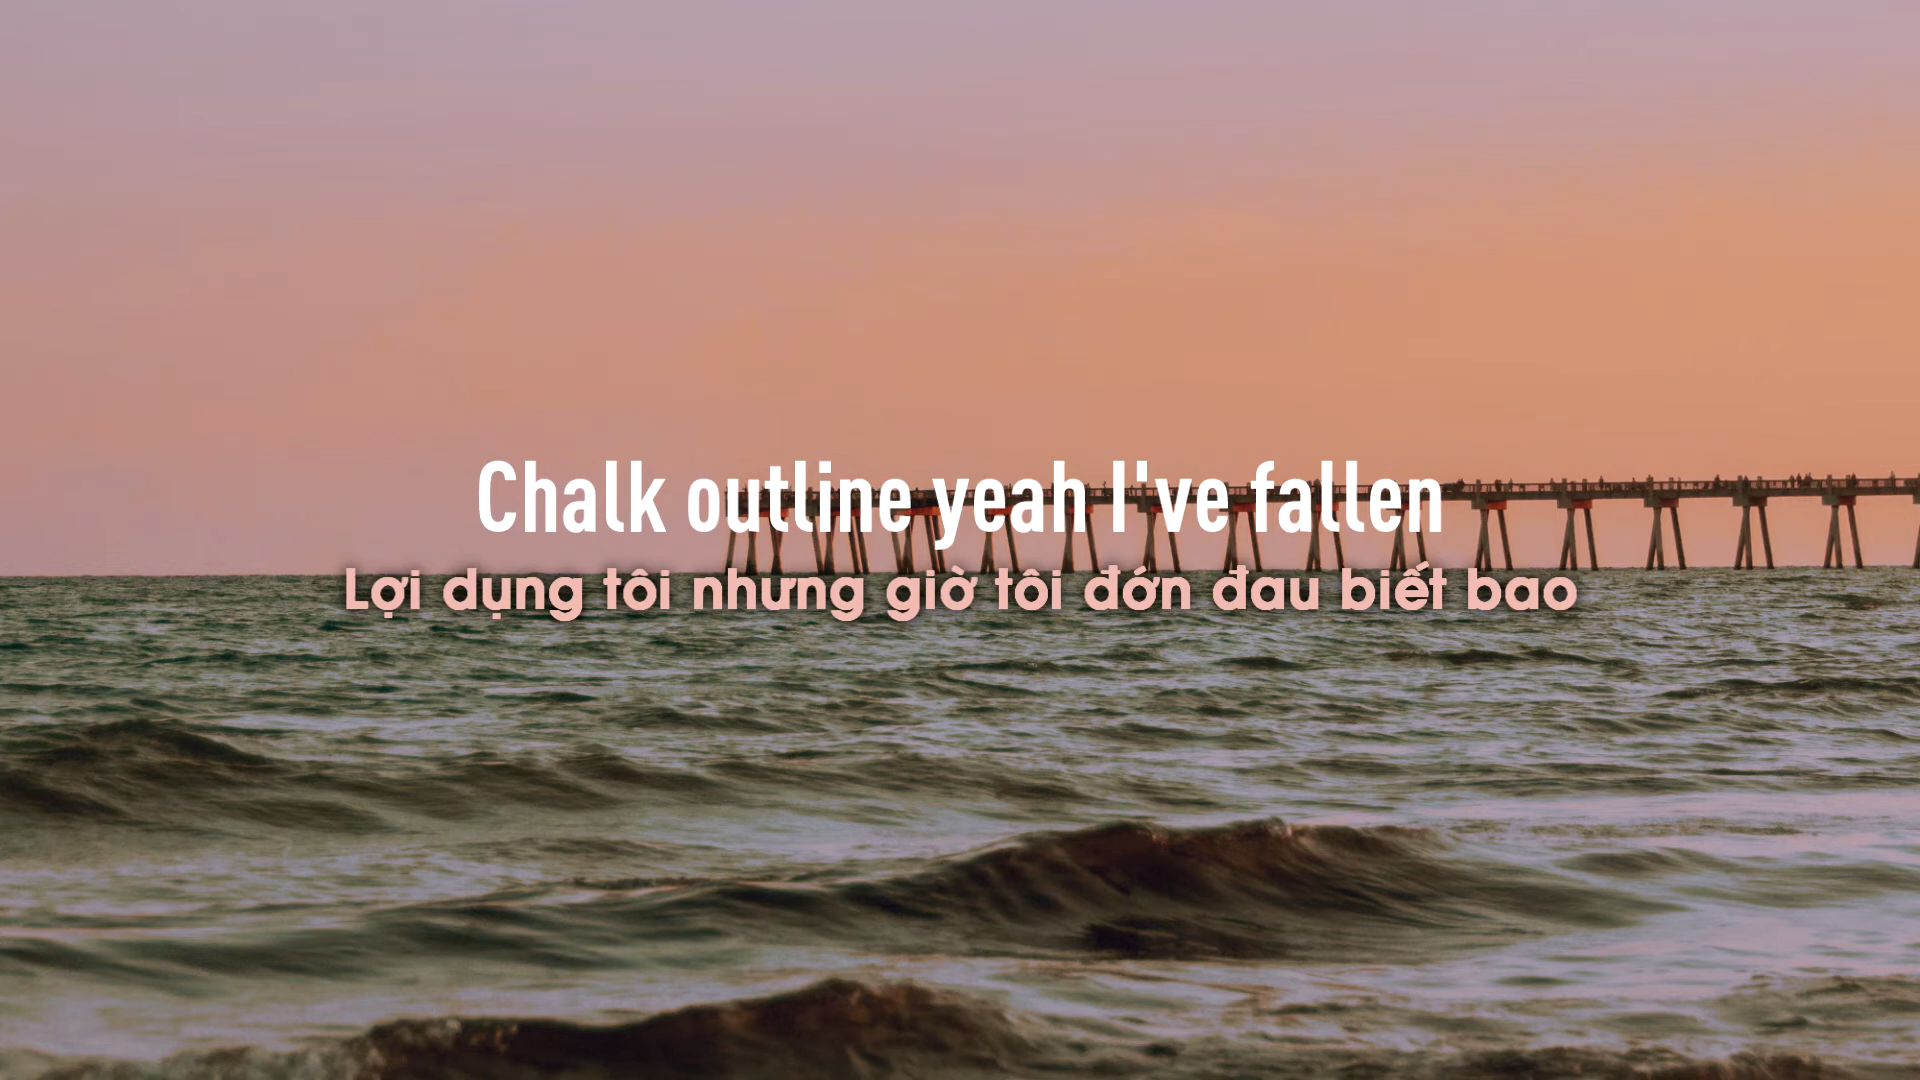 Chalk outline yeah I've fallen
Lợi dụng tôi nhưng giờ tôi đớn đau biết bao